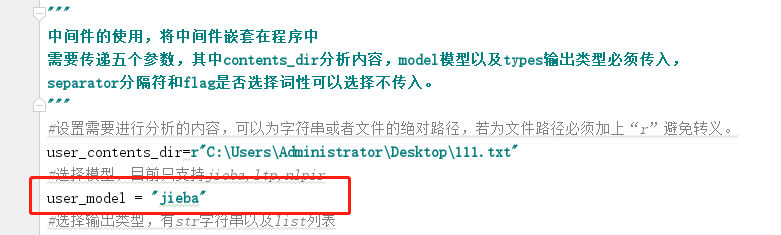 """
中间件的使用，将中间件嵌套在程序中
需要传递五个参数，其中contents_dir分析内容，model模型以及types输出类型必须传入，
separator分隔符和flag是否选择词性可以选择不传入。
"""
#设置需要进行分析的内容，可以为字符串或者文件的绝对路径，若为文件路径必须加上“r”避免转义。
user_contents_dir=r"C:\Users\Administrator\Desktop\111.txt"
#选择模型，目前只支持jieba,ltp,nlpir
user_model = "jieba"
#选择输出类型，有str字符串以及list列表